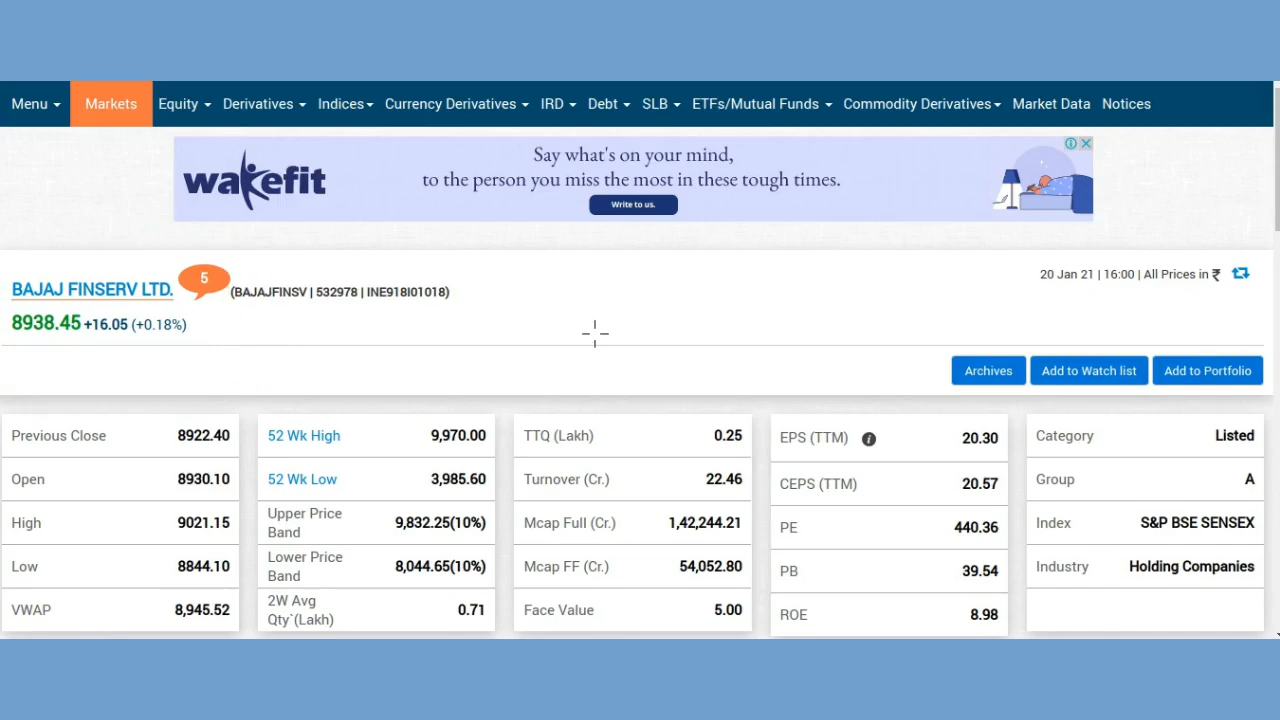 Menu Markets Equity Derivatives Indices Currency Derivatives IRD Debt SLB ETFs/Mutual Funds Commodity Derivatives Market Data Notices
wakefit
Say what's on your mind,
to the person you miss the most in these tough times.
Write to us.
BAJAJ FINSERV LTD. 5 (BAJAJFINSV | 532978 | INE918I01018)
20 Jan 21 | 16:00 | All Prices in ₹
8938.45 +16.05 (+0.18%)
Archives Add to Watch list Add to Portfolio
Previous Close 8922.40
Open 8930.10
High 9021.15
Low 8844.10
VWAP 8,945.52
52 Wk High 9,970.00
52 Wk Low 3,985.60
Upper Price
Band 9,832.25(10%)
Lower Price
Band 8,044.65(10%)
2W Avg
Qty`(Lakh) 0.71
TTQ (Lakh) 0.25
Turnover (Cr.) 22.46
Mcap Full (Cr.) 1,42,244.21
Mcap FF (Cr.) 54,052.80
Face Value 5.00
EPS (TTM) i 20.30
CEPS (TTM) 20.57
PE 440.36
PB 39.54
ROE 8.98
Category Listed
Group A
Index S&P BSE SENSEX
Industry Holding Companies